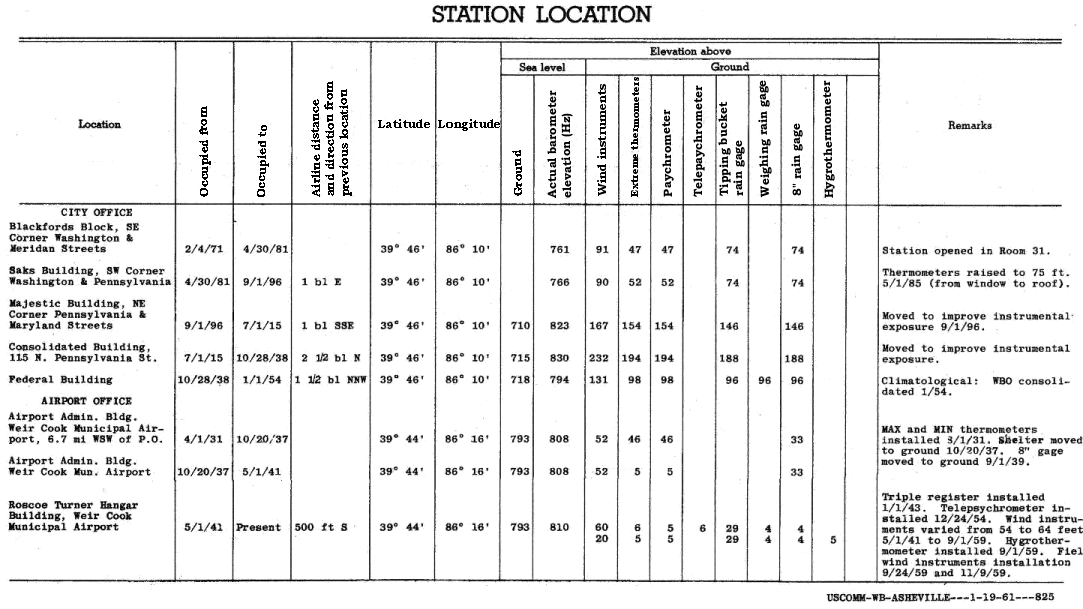 STATION LOCATION
Elevation above
Sea level Ground
Location Occupied from Occupied to Airline distance and direction from previous location Latitude Longitude Ground Actual barometer elevation (Hz) Wind instruments Extreme thermometers Psychrometer Telepsychrometer Tipping bucket rain gage Weighing rain gage 8" rain gage Hygrothermometer Remarks
CITY OFFICE
Blackfords Block, SE
Corner Washington &
Meridan Streets 2/4/71 4/30/81 39° 46' 86° 10' 761 91 47 47 74 74 Station opened in Room 31.
Saks Building, SW Corner Thermometers raised to 75 ft.
Washington & Pennsylvania 4/30/81 9/1/96 1 bl E 39° 46' 86° 10' 766 90 52 52 74 74 5/1/85 (from window to roof).
Majestic Building, NE
Corner Pennsylvania & Moved to improve instrumental
Maryland Streets 9/1/96 7/1/15 1 bl SSE 39° 46' 86° 10' 710 823 167 154 154 146 146 exposure 9/1/96.
Consolidated Building, Moved to improve instrumental
115 N. Pennsylvania St. 7/1/15 10/28/38 2 1/2 bl N 39° 46' 86° 10' 715 830 232 194 194 188 188 exposure.
Federal Building 10/28/38 1/1/54 1 1/2 bl NNW 39° 46' 86° 10' 718 794 131 98 98 96 96 96 Climatological: WBO consoli-
dated 1/54.
AIRPORT OFFICE
Airport Admin. Bldg.
Weir Cook Municipal Air- MAX and MIN thermometers
port, 6.7 mi WSW of P.O. 4/1/31 10/20/37 39° 44' 86° 16' 793 808 52 46 46 33 installed 8/1/31. Shelter moved
to ground 10/20/37. 8" gage
Airport Admin. Bldg. moved to ground 9/1/39.
Weir Cook Mun. Airport 10/20/37 5/1/41 39° 44' 86° 16' 793 808 52 5 5 33
Roscoe Turner Hangar Triple register installed
Building, Weir Cook 1/1/43. Telepsychrometer in-
stalled 12/24/54. Wind instru-
Municipal Airport 5/1/41 Present 500 ft S 39° 44' 86° 16' 793 810 60 6 5 6 29 4 4 ments varied from 54 to 64 feet
20 5 5 29 4 4 5 5/1/41 to 9/1/59. Hygrother-
mometer installed 9/1/59. Fiel
wind instruments installation
9/24/59 and 11/9/59.
USCOMM-WB-ASHEVILLE---1-19-61---825